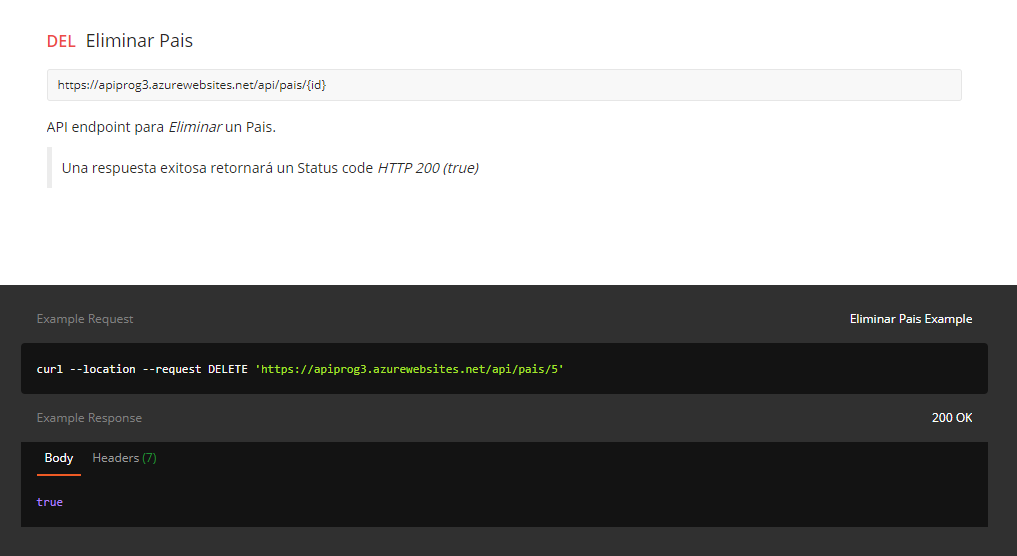 DEL Eliminar Pais
https://apiprog3.azurewebsites.net/api/pais/{id}
API endpoint para Eliminar un Pais.
Una respuesta exitosa retornará un Status code HTTP 200 (true)
Example Request
Eliminar Pais Example
curl --location --request DELETE 'https://apiprog3.azurewebsites.net/api/pais/5'
Example Response
200 OK
Body Headers (7)
true